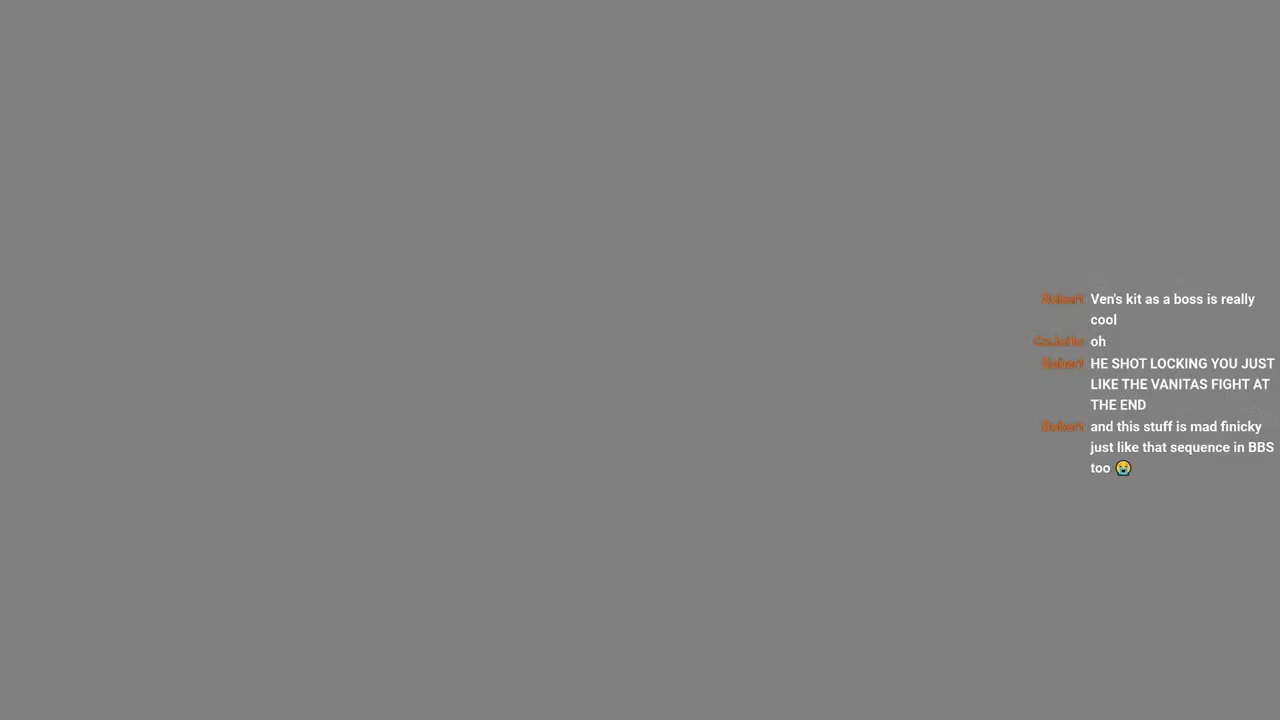 Ven's kit as a boss is really
cool
oh
HE SHOT LOCKING YOU JUST
LIKE THE VANITAS FIGHT AT
THE END
and this stuff is mad finicky
just like that sequence in BBS
too 😭